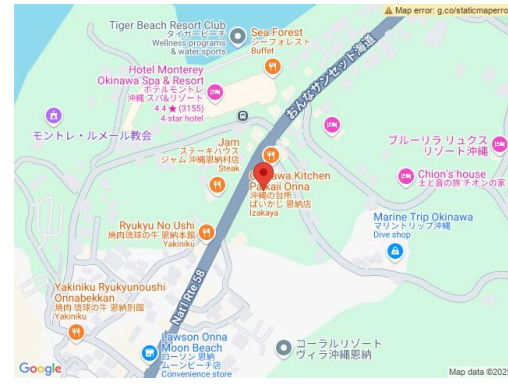 Map error: g.co/staticmaperro
Tiger Beach Resort Club
タイガービーチ
Wellness programs
& water sports
Sea Forest
シーフォレスト
Buffet
Hotel Monterey
Okinawa Spa & Resort
ホテルモントレ
沖縄 スパ&リゾート
4.4 ★ (3155)
4-star hotel
おんなサンセット海道
モントレ・ルメール教会
Jam
ステーキハウス
ジャム 沖縄恩納村店
Steak
ブルーリラ リュクス
リゾート沖縄
Chion's house
土と音の旅 チオンの家
wa Kitchen
Paikaji Onna
沖縄の台所
ぱいかじ 恩納店
Izakaya
Ryukyu No Ushi
焼肉琉球の牛 恩納本館
Yakiniku
Marine Trip Okinawa
マリントリップ沖縄
Dive shop
Nat'l Rte 58
Yakiniku Ryukyunoushi
Onnabekkan
焼肉 琉球の牛 恩納別館
Yakiniku
Lawson Onna
Moon Beach
ローソン 恩納
ムーンビーチ店
Convenience store
コーラルリゾート
ヴィラ沖縄恩納
Google
Map data ©2025